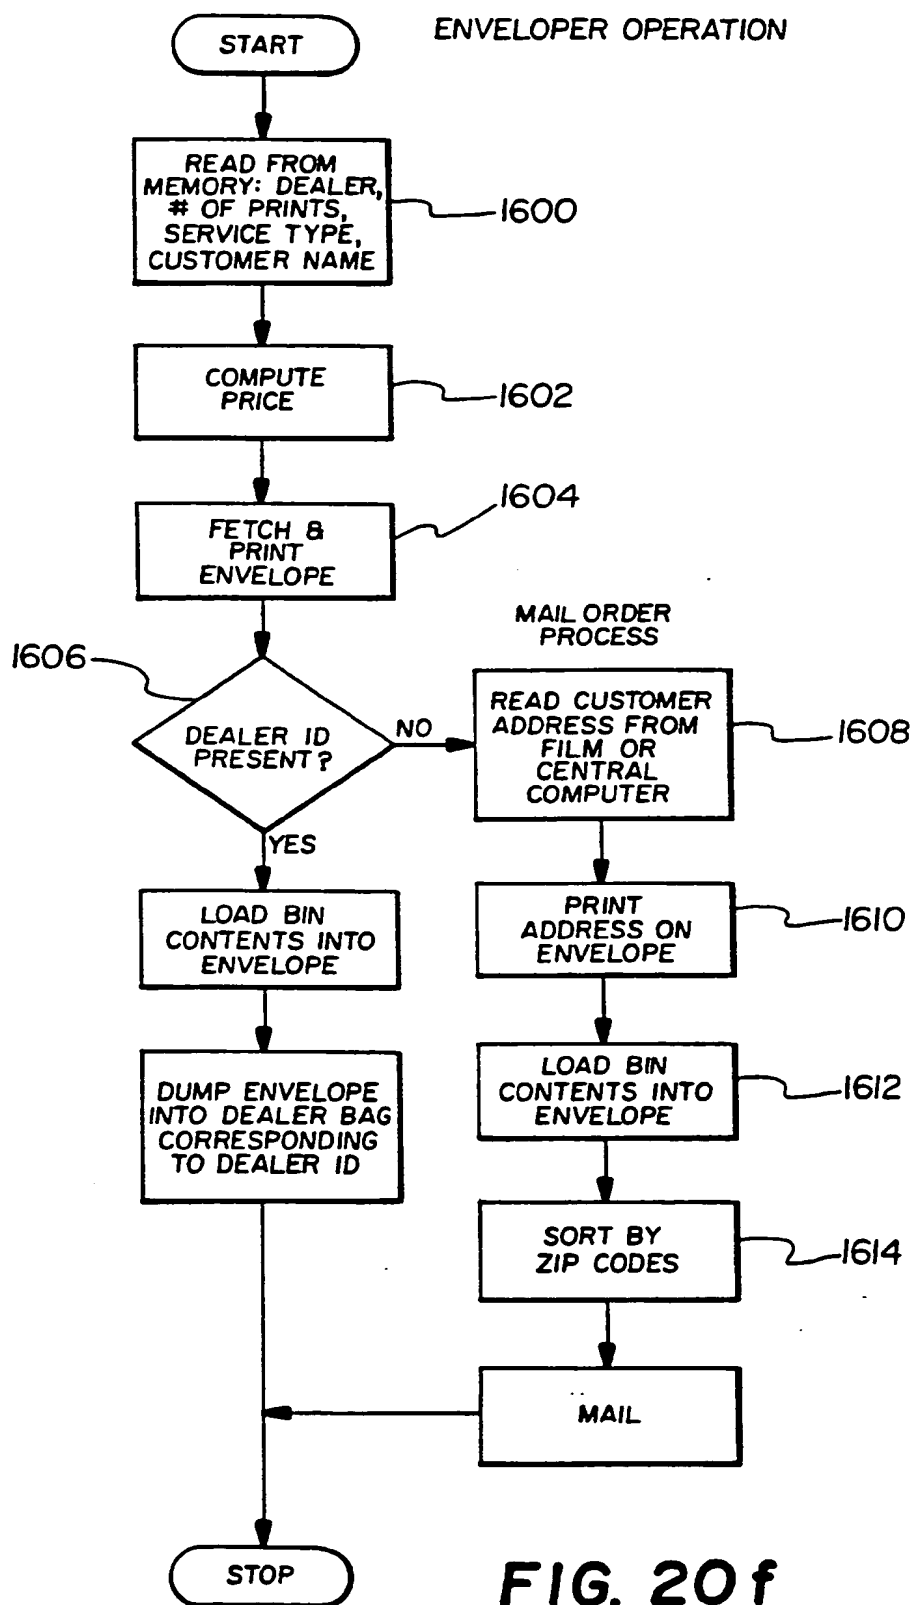 ENVELOPER OPERATION
START
READ FROM
MEMORY: DEALER,
# OF PRINTS,
SERVICE TYPE,
CUSTOMER NAME
1600
COMPUTE
PRICE
1602
FETCH &
PRINT
ENVELOPE
1604
1606
DEALER ID
PRESENT?
NO
YES
MAIL ORDER
PROCESS
READ CUSTOMER
ADDRESS FROM
FILM OR
CENTRAL
COMPUTER
1608
LOAD BIN
CONTENTS INTO
ENVELOPE
PRINT
ADDRESS ON
ENVELOPE
1610
DUMP ENVELOPE
INTO DEALER BAG
CORRESPONDING
TO DEALER ID
LOAD BIN
CONTENTS INTO
ENVELOPE
1612
SORT BY
ZIP CODES
1614
MAIL
STOP
FIG. 20f